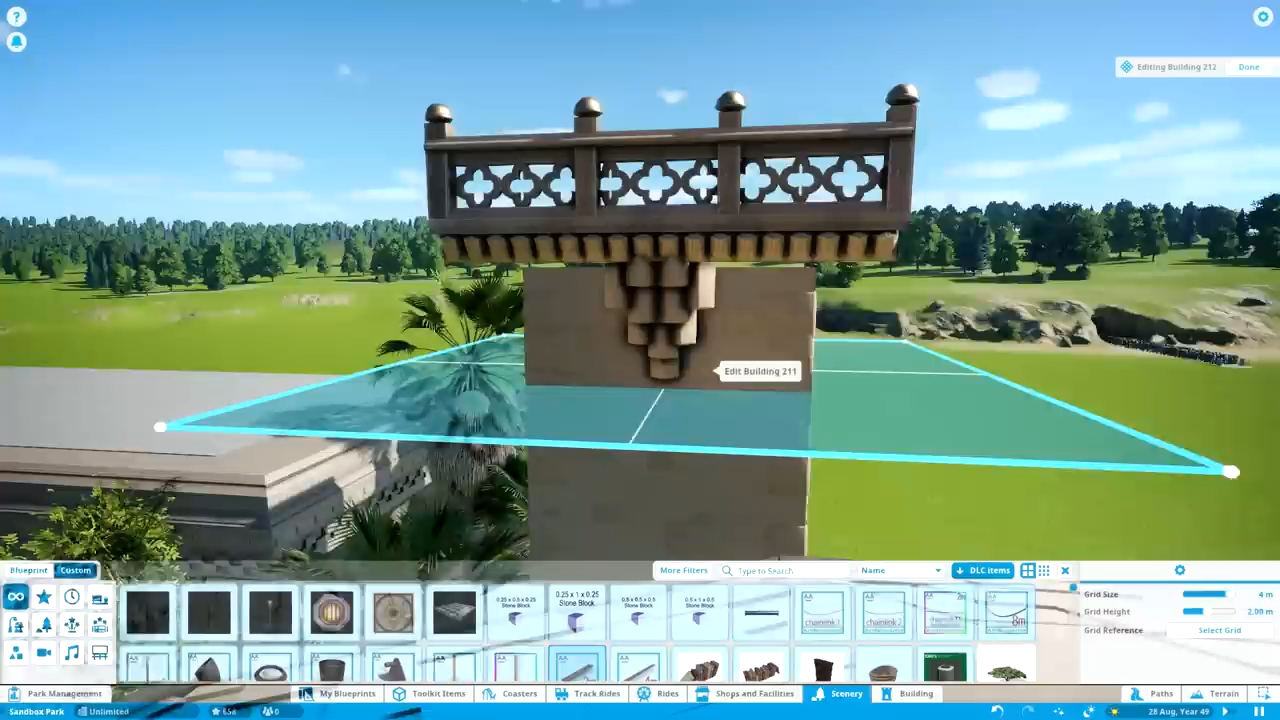 ?
Editing Building 212 Done
Edit Building 211
Blueprint Custom
More Filters Type to Search Name DLC items
0.25 x 0.5 x 0.25 Stone Block
0.25 x 1 x 0.25 Stone Block
0.5 x 0.5 x 0.5 Stone Block
0.5 x 1 x 0.5 Stone Block
chainlink 1
chainlink 2
8m
Grid Size 4 m
Grid Height 2.00 m
Grid Reference Select Grid
Park Management My Blueprints Toolkit Items Coasters Track Rides Rides Shops and Facilities Scenery Building Paths Terrain
Sandbox Park Unlimited 658 0 28 Aug, Year 49